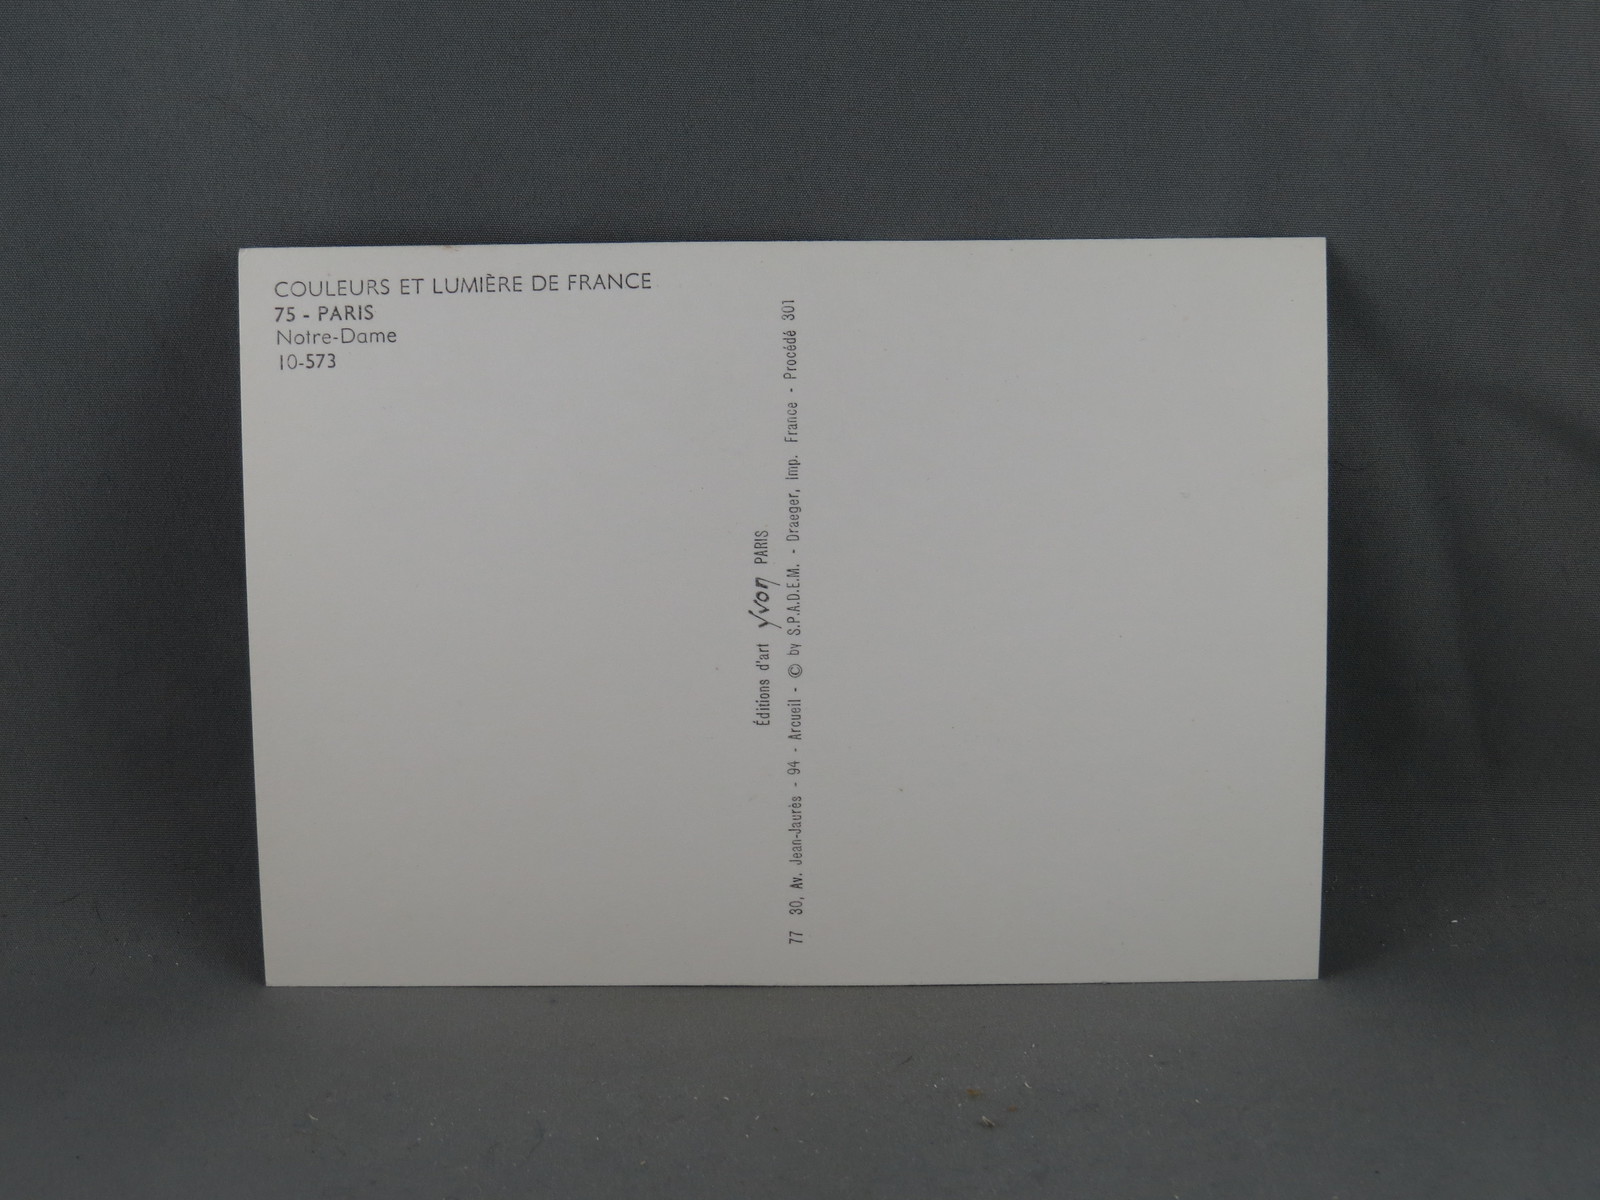 COULEURS ET LUMIÈRE DE FRANCE
75 - PARIS
Notre-Dame
10-573
Éditions d'art yvon PARIS
77 30, Av. Jean-Jaurès - 94 - Arcueil - © by S.P.A.D.E.M. - Draeger, Imp. France - Procédé 301